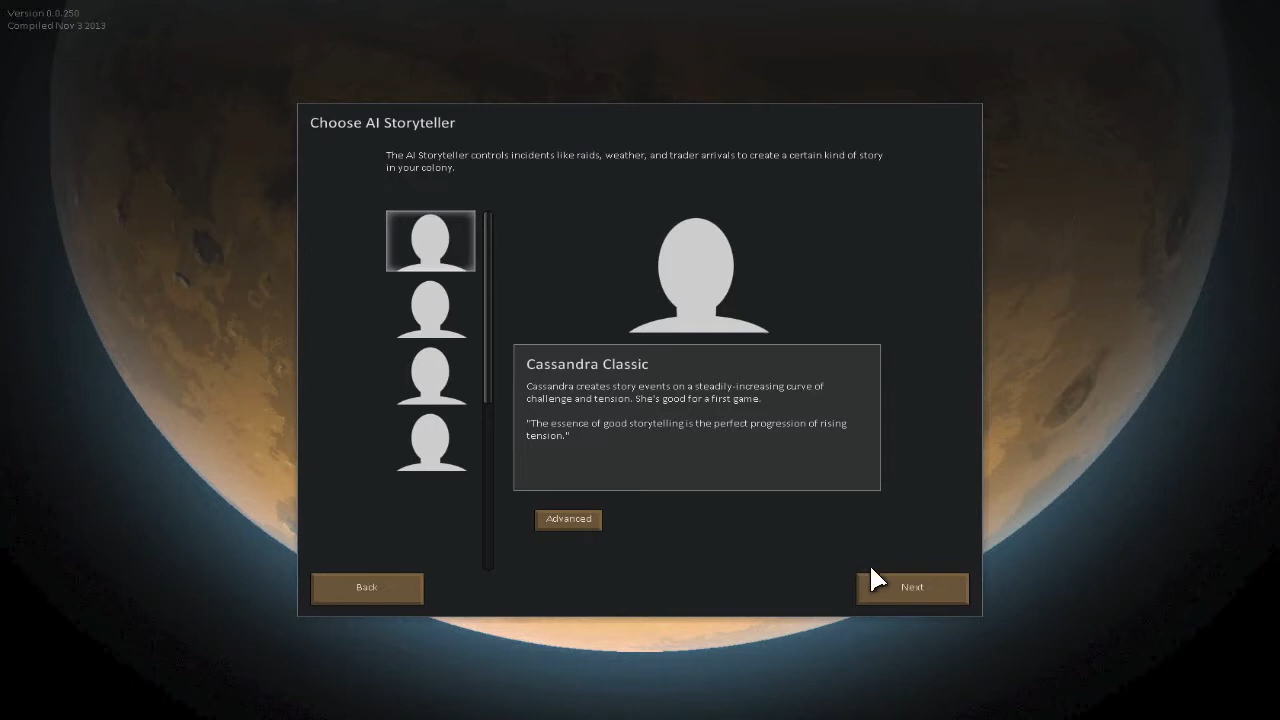 Version 0.0.250
Compiled Nov 3 2013
Choose AI Storyteller
The AI Storyteller controls incidents like raids, weather, and trader arrivals to create a certain kind of story
in your colony.
Cassandra Classic
Cassandra creates story events on a steadily-increasing curve of
challenge and tension. She's good for a first game.
"The essence of good storytelling is the perfect progression of rising
tension."
Advanced
Back
Next